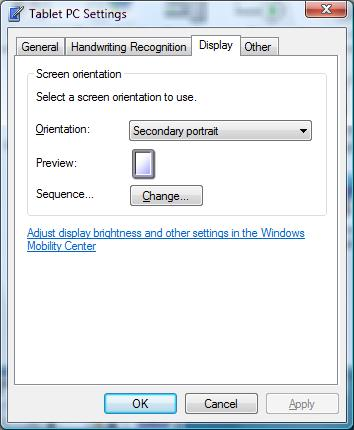 Tablet PC Settings
General Handwriting Recognition Display Other
Screen orientation
Select a screen orientation to use.
Orientation: Secondary portrait
Preview:
Sequence... Change...
Adjust display brightness and other settings in the Windows
Mobility Center
OK Cancel Apply